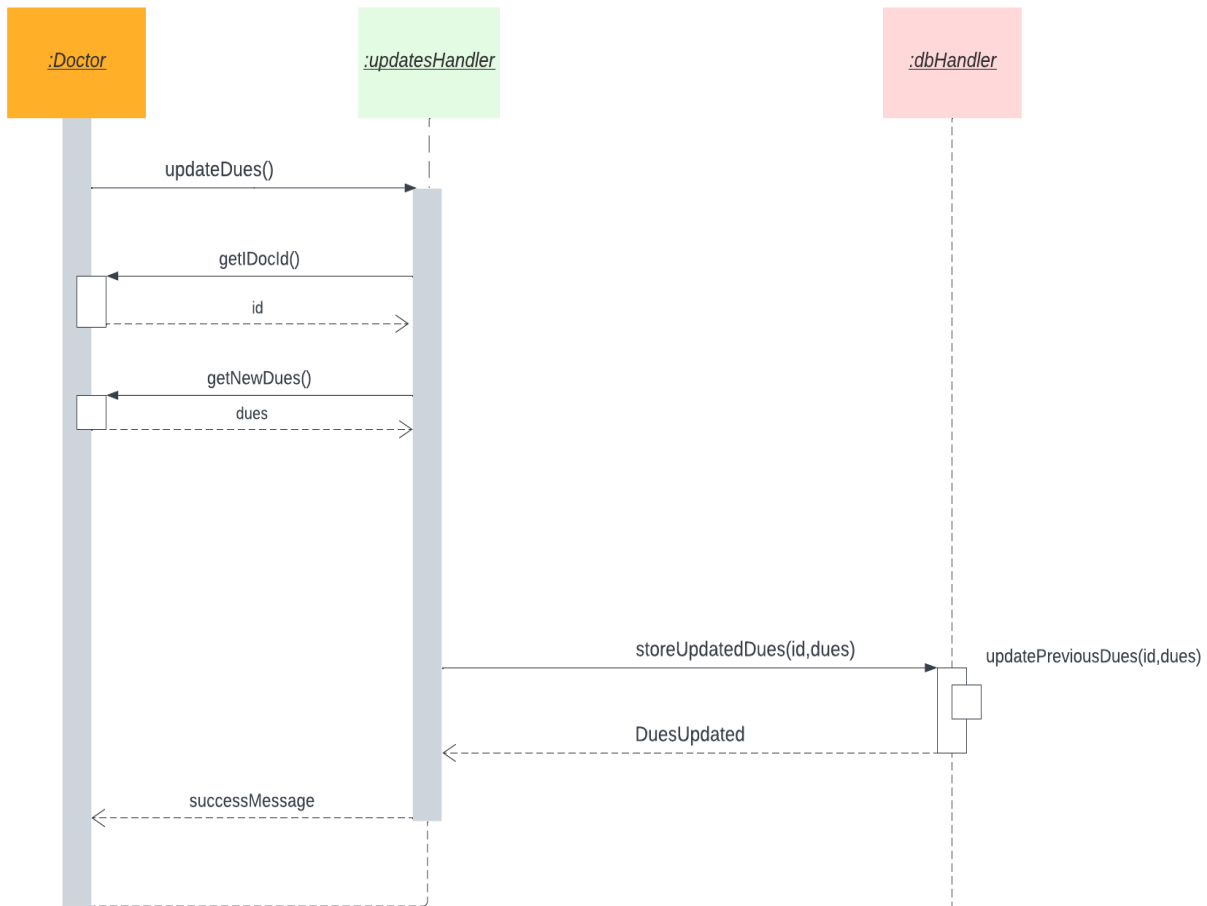 :Doctor
:updatesHandler
:dbHandler
updateDues()
getIDocId()
id
getNewDues()
dues
storeUpdatedDues(id,dues)
updatePreviousDues(id,dues)
DuesUpdated
successMessage